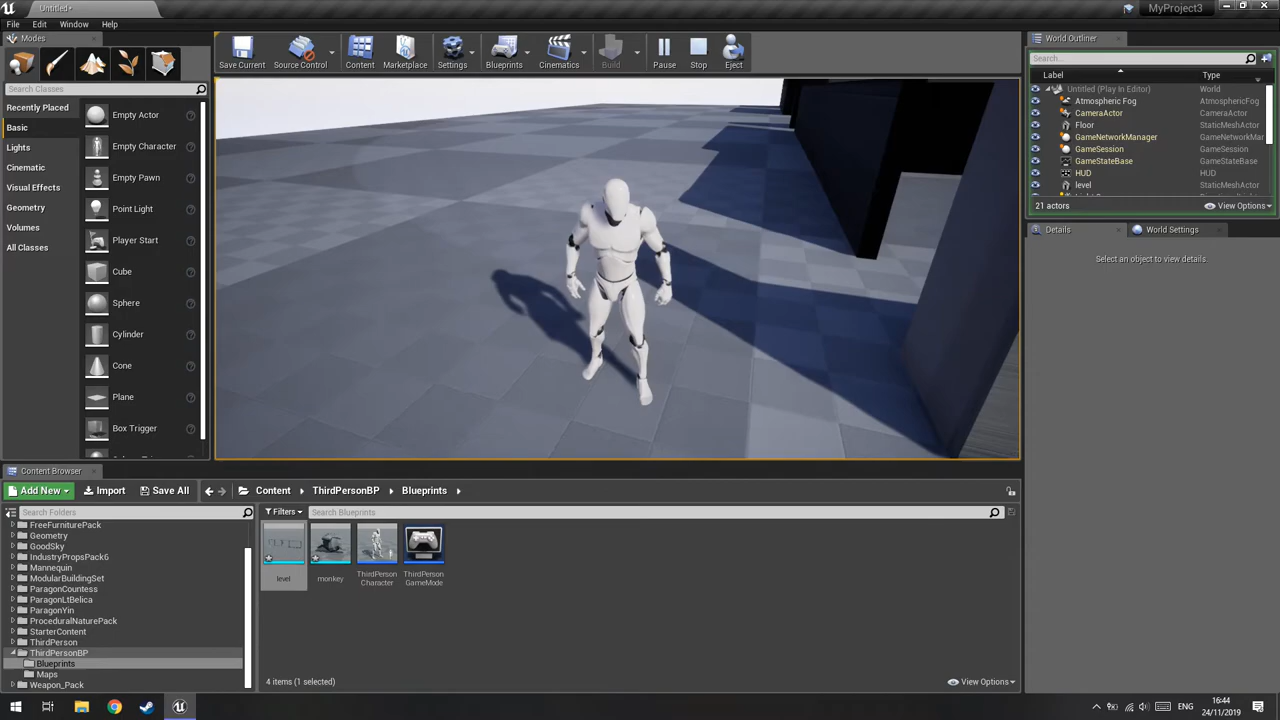 Untitled*
MyProject3
File Edit Window Help
Modes
Search Classes
Recently Placed
Basic
Lights
Cinematic
Visual Effects
Geometry
Volumes
All Classes
Empty Actor
Empty Character
Empty Pawn
Point Light
Player Start
Cube
Sphere
Cylinder
Cone
Plane
Box Trigger
Save Current Source Control Content Marketplace Settings Blueprints Cinematics Build Pause Stop Eject
World Outliner
Search...
Label Type
Untitled (Play In Editor) World
Atmospheric Fog AtmosphericFog
CameraActor CameraActor
Floor StaticMeshActor
GameNetworkManager GameNetworkMar
GameSession GameSession
GameStateBase GameStateBase
HUD HUD
level StaticMeshActor
21 actors View Options
Details World Settings
Select an object to view details.
Content Browser
Add New Import Save All Content ThirdPersonBP Blueprints
Search Folders
FreeFurniturePack
Geometry
GoodSky
IndustryPropsPack6
Mannequin
ModularBuildingSet
ParagonCountess
ParagonLtBelica
ParagonYin
ProceduralNaturePack
StarterContent
ThirdPerson
ThirdPersonBP
Blueprints
Maps
Weapon_Pack
Filters Search Blueprints
level
monkey
ThirdPerson
Character
ThirdPerson
GameMode
4 items (1 selected) View Options
ENG
16:44
24/11/2019